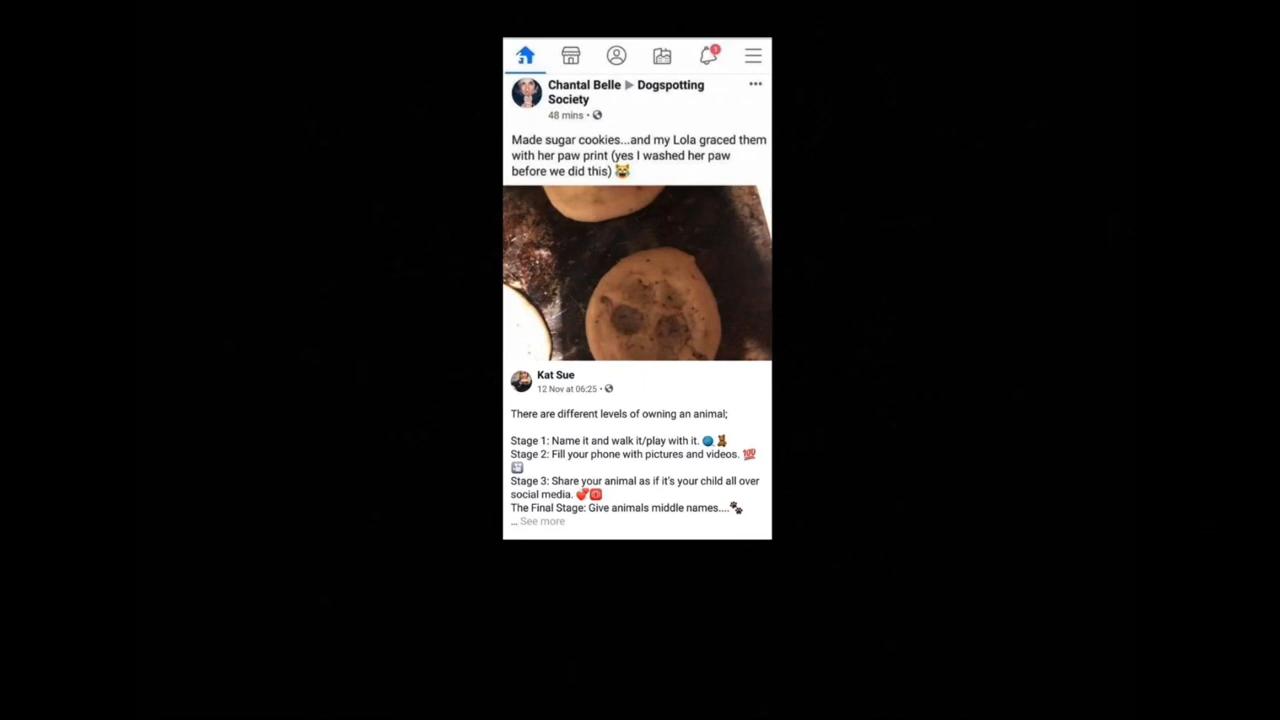 1
Chantal Belle ▶ Dogspotting
Society
48 mins •
Made sugar cookies...and my Lola graced them
with her paw print (yes I washed her paw
before we did this) 😹
Kat Sue
12 Nov at 06:25 •
There are different levels of owning an animal;
Stage 1: Name it and walk it/play with it.
Stage 2: Fill your phone with pictures and videos. 💯
Stage 3: Share your animal as if it's your child all over
social media. 💕
The Final Stage: Give animals middle names....🐾
... See more